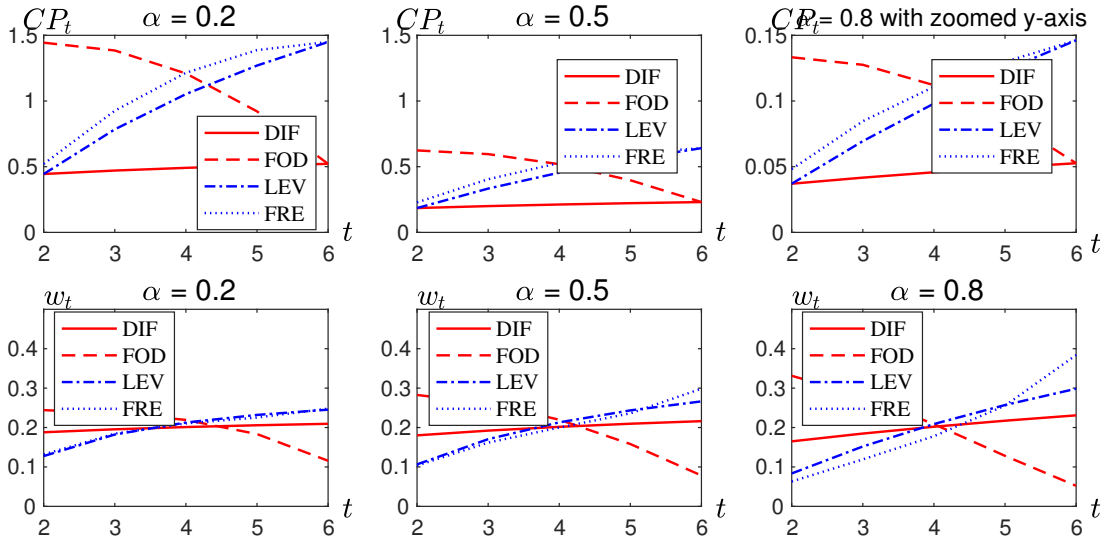 CP_t α = 0.2
1.5
1
0.5
0
2 3 4 5 6 t
DIF
FOD
LEV
FRE
CP_t α = 0.5
1.5
1
0.5
0
2 3 4 5 6 t
DIF
FOD
LEV
FRE
CP_t α = 0.8 with zoomed y-axis
0.15
0.1
0.05
0
2 3 4 5 6 t
DIF
FOD
LEV
FRE
w_t α = 0.2
0.4
0.3
0.2
0.1
0
2 3 4 5 6 t
DIF
FOD
LEV
FRE
w_t α = 0.5
0.4
0.3
0.2
0.1
0
2 3 4 5 6 t
DIF
FOD
LEV
FRE
w_t α = 0.8
0.4
0.3
0.2
0.1
0
2 3 4 5 6 t
DIF
FOD
LEV
FRE